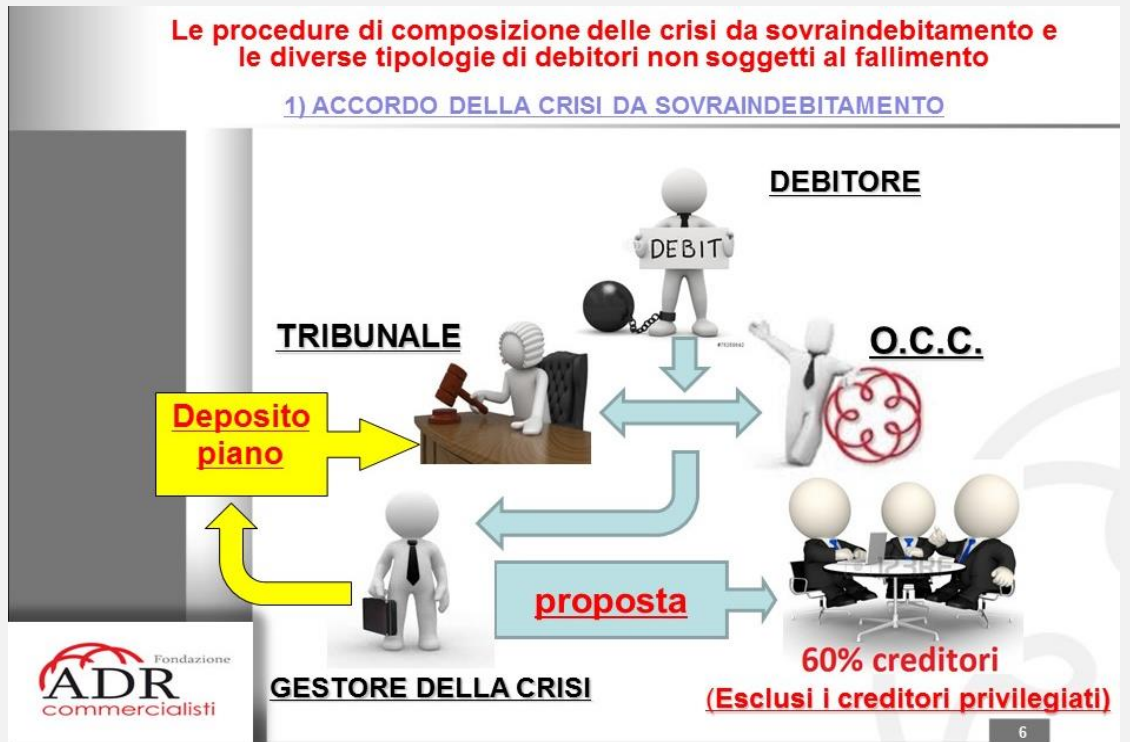 Le procedure di composizione delle crisi da sovraindebitamento e
le diverse tipologie di debitori non soggetti al fallimento
1) ACCORDO DELLA CRISI DA SOVRAINDEBITAMENTO
DEBITORE
DEBIT
TRIBUNALE
O.C.C.
Deposito
piano
proposta
60% creditori
(Esclusi i creditori privilegiati)
GESTORE DELLA CRISI
Fondazione
ADR
commercialisti
6